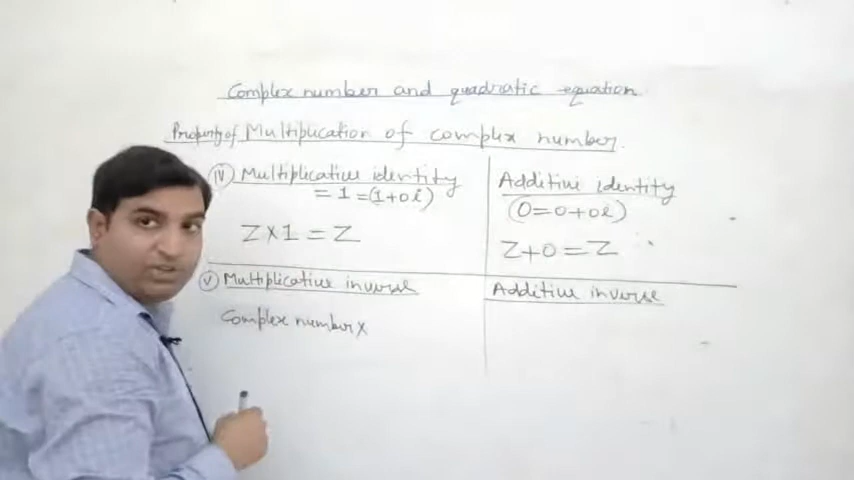 Complex number and quadratic equation
Property of Multiplication of complex number.
(iv) Multiplicative identity
= 1 = (1+0i)
Z×1 = Z
Additive identity
(0=0+0i)
Z+0=Z
(v) Multiplicative inverse
Complex number ×
Additive inverse